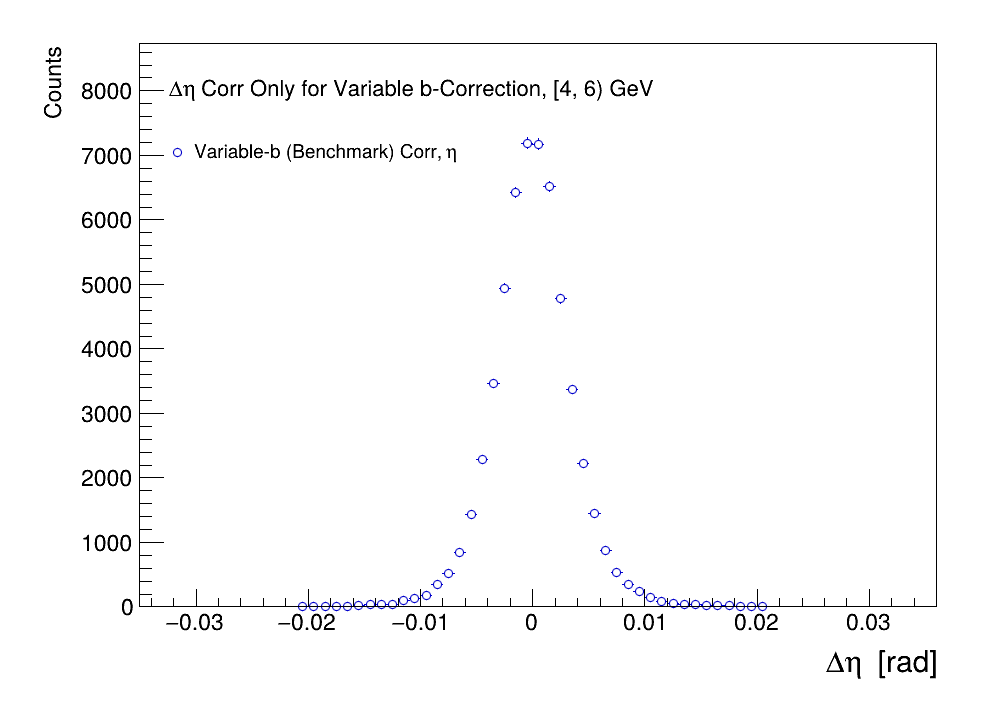 Counts
8000
7000
6000
5000
4000
3000
2000
1000
0
Δη Corr Only for Variable b-Correction, [4, 6) GeV
Variable-b (Benchmark) Corr, η
−0.03 −0.02 −0.01 0 0.01 0.02 0.03
Δη [rad]